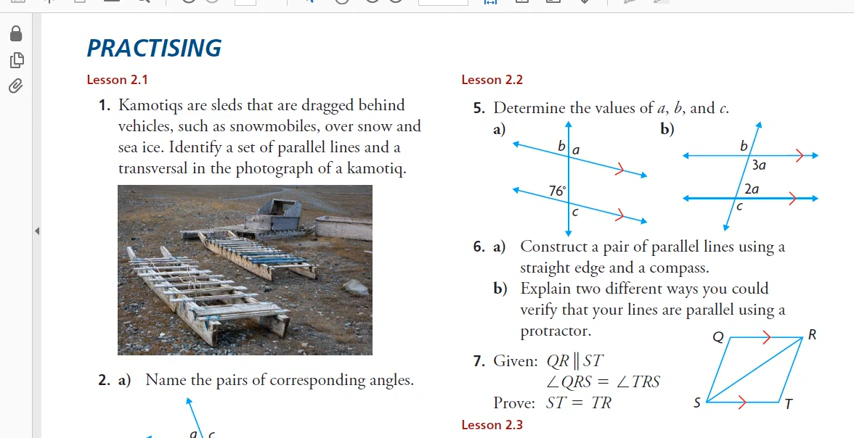 PRACTISING
Lesson 2.1
1. Kamotiqs are sleds that are dragged behind
vehicles, such as snowmobiles, over snow and
sea ice. Identify a set of parallel lines and a
transversal in the photograph of a kamotiq.
2. a) Name the pairs of corresponding angles.
a c
Lesson 2.2
5. Determine the values of a, b, and c.
a) b)
b a
76°
c
b
3a
2a
c
6. a) Construct a pair of parallel lines using a
straight edge and a compass.
b) Explain two different ways you could
verify that your lines are parallel using a
protractor.
7. Given: QR || ST
∠QRS = ∠TRS
Prove: ST = TR
Q R
S T
Lesson 2.3